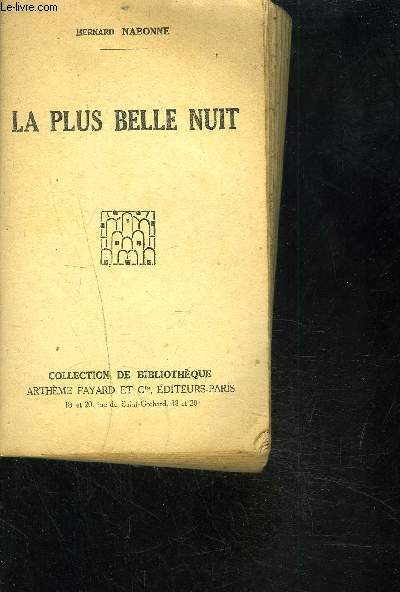 Le-livre.com
BERNARD NABONNE
LA PLUS BELLE NUIT
COLLECTION DE BIBLIOTHÈQUE
ARTHÈME FAYARD ET Cie, ÉDITEURS-PARIS
18 et 20, rue du Saint-Gothard, 18 et 20